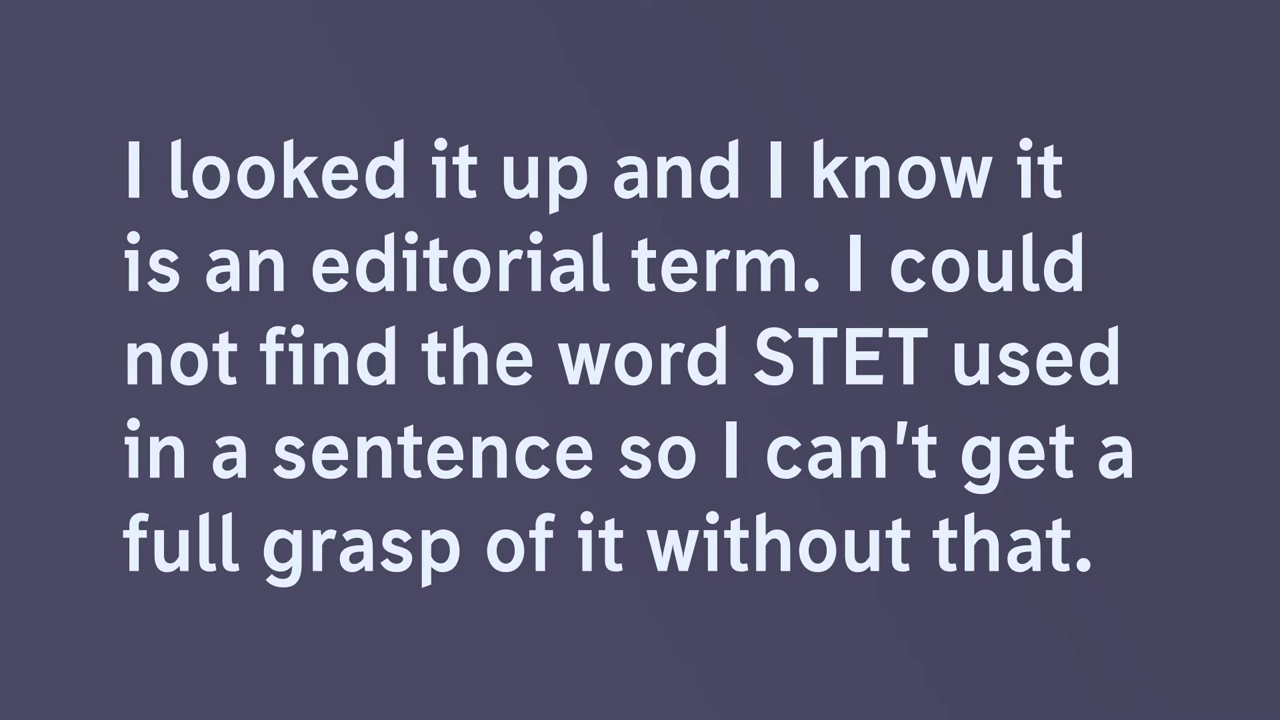 I looked it up and I know it
is an editorial term. I could
not find the word STET used
in a sentence so I can't get a
full grasp of it without that.